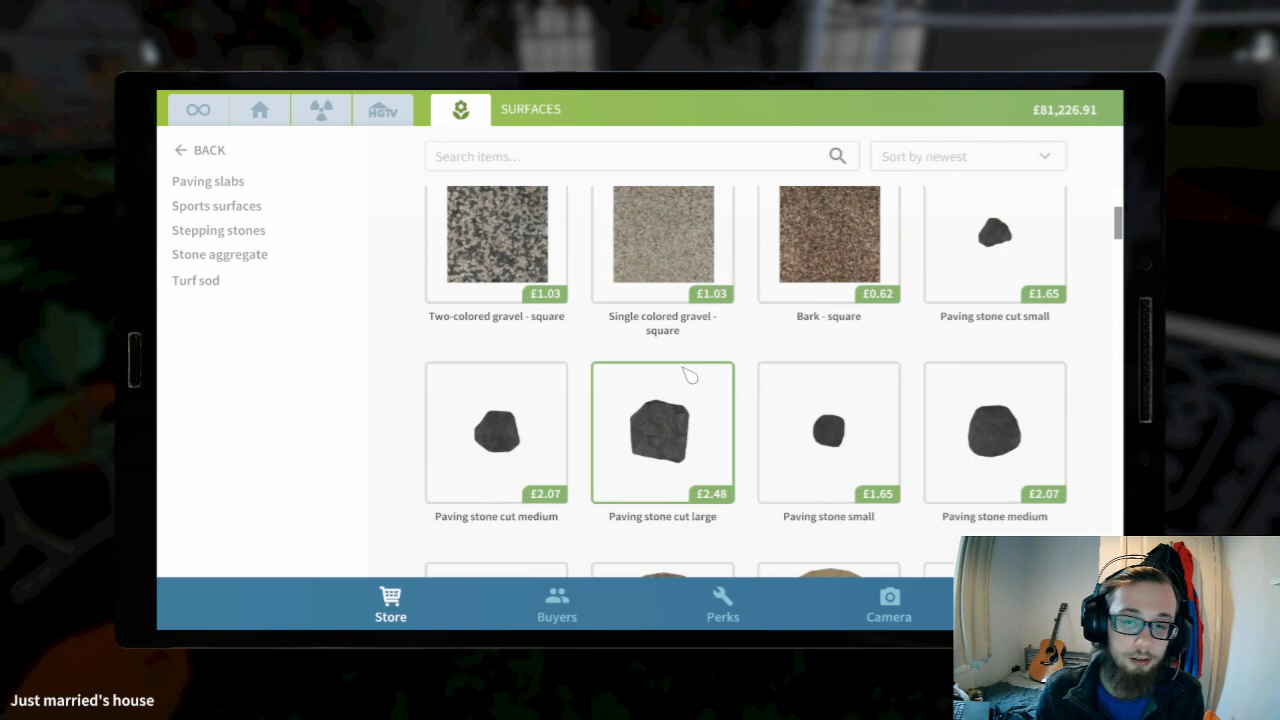 HGTV
SURFACES
£81,226.91
BACK
Search items...
Sort by newest
Paving slabs
Sports surfaces
Stepping stones
Stone aggregate
Turf sod
£1.03
£1.03
£0.62
£1.65
Two-colored gravel - square
Single colored gravel -
square
Bark - square
Paving stone cut small
£2.07
£2.48
£1.65
£2.07
Paving stone cut medium
Paving stone cut large
Paving stone small
Paving stone medium
Store
Buyers
Perks
Camera
Just married's house